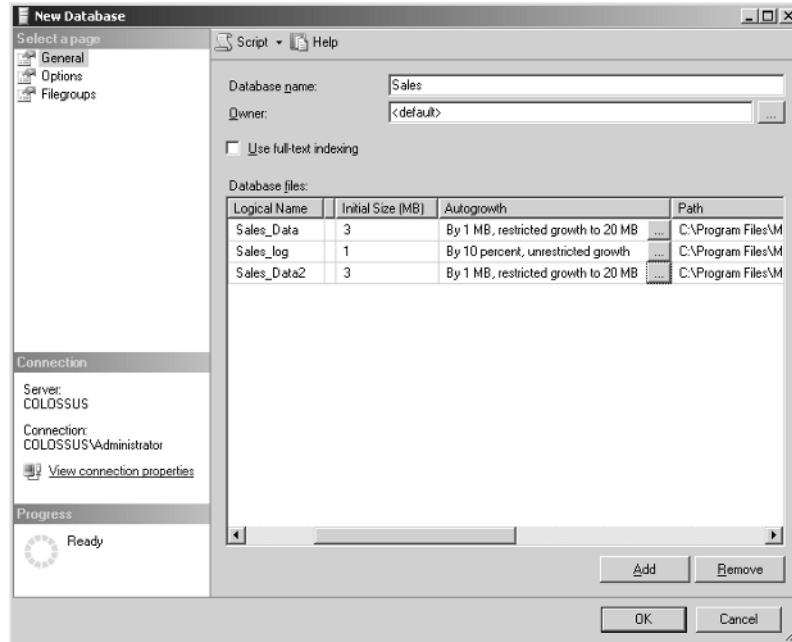 New Database
Select a page
General
Options
Filegroups
Script Help
Database name: Sales
Owner: <default> ...
Use full-text indexing
Database files:
Logical Name Initial Size (MB) Autogrowth Path
Sales_Data 3 By 1 MB, restricted growth to 20 MB ... C:\Program Files\M
Sales_log 1 By 10 percent, unrestricted growth ... C:\Program Files\M
Sales_Data2 3 By 1 MB, restricted growth to 20 MB ... C:\Program Files\M
Connection
Server:
COLOSSUS
Connection:
COLOSSUS\Administrator
View connection properties
Progress
Ready
Add Remove
OK Cancel